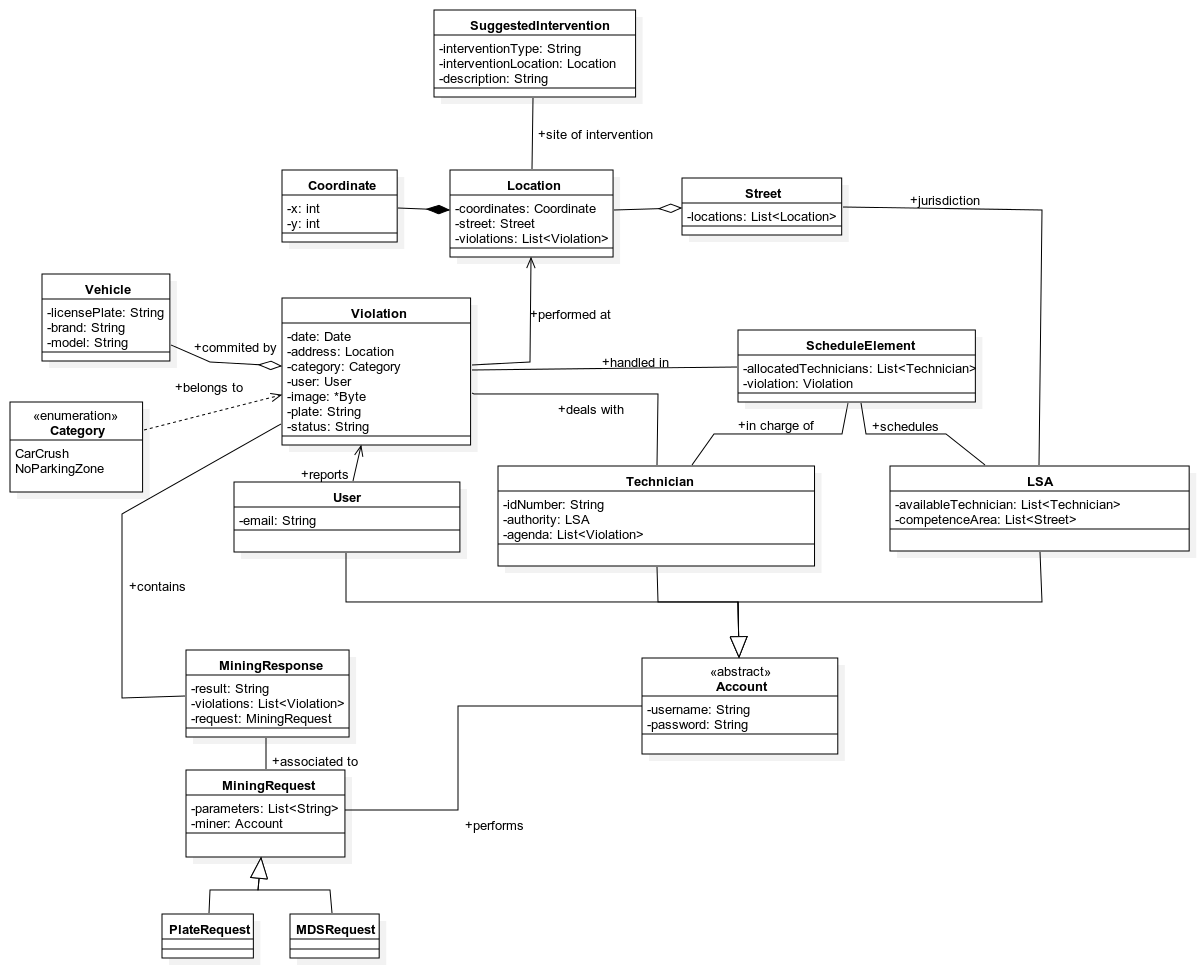 SuggestedIntervention
-interventionType: String
-interventionLocation: Location
-description: String
+site of intervention
Coordinate
-x: int
-y: int
Location
-coordinates: Coordinate
-street: Street
-violations: List<Violation>
Street
-locations: List<Location>
+jurisdiction
Vehicle
-licensePlate: String
-brand: String
-model: String
+commited by
Violation
-date: Date
-address: Location
-category: Category
-user: User
-image: *Byte
-plate: String
-status: String
+performed at
ScheduleElement
-allocatedTechnicians: List<Technician>
-violation: Violation
+handled in
+belongs to
«enumeration»
Category
CarCrush
NoParkingZone
+deals with
+in charge of
+schedules
+reports
User
-email: String
Technician
-idNumber: String
-authority: LSA
-agenda: List<Violation>
LSA
-availableTechnician: List<Technician>
-competenceArea: List<Street>
+contains
MiningResponse
-result: String
-violations: List<Violation>
-request: MiningRequest
«abstract»
Account
-username: String
-password: String
+associated to
MiningRequest
-parameters: List<String>
-miner: Account
+performs
PlateRequest
MDSRequest